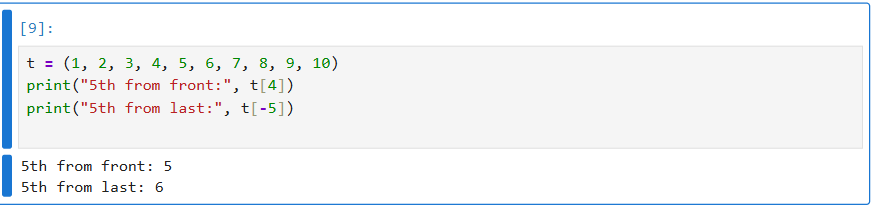 [9]:
t = (1, 2, 3, 4, 5, 6, 7, 8, 9, 10)
print("5th from front:", t[4])
print("5th from last:", t[-5])
5th from front: 5
5th from last: 6